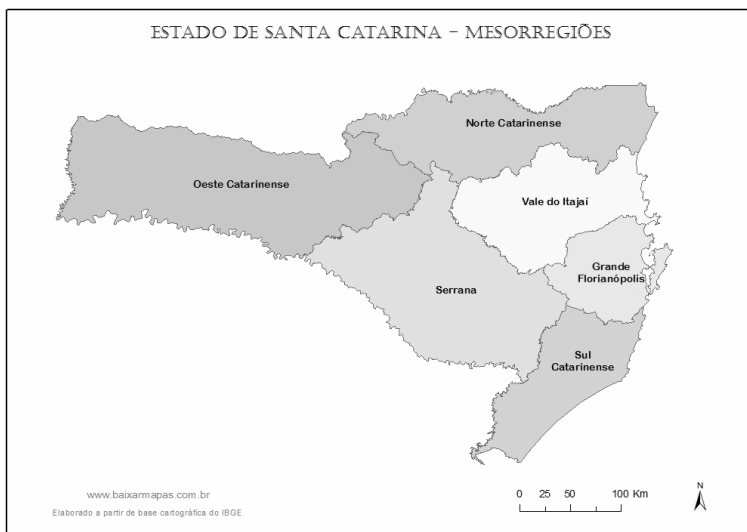 ESTADO DE SANTA CATARINA - MESORREGIÕES
Norte Catarinense
Oeste Catarinense
Vale do Itajaí
Grande
Florianópolis
Serrana
Sul
Catarinense
www.baixarmapas.com.br
Elaborado a partir de base cartográfica do IBGE
0 25 50 100 Km
N